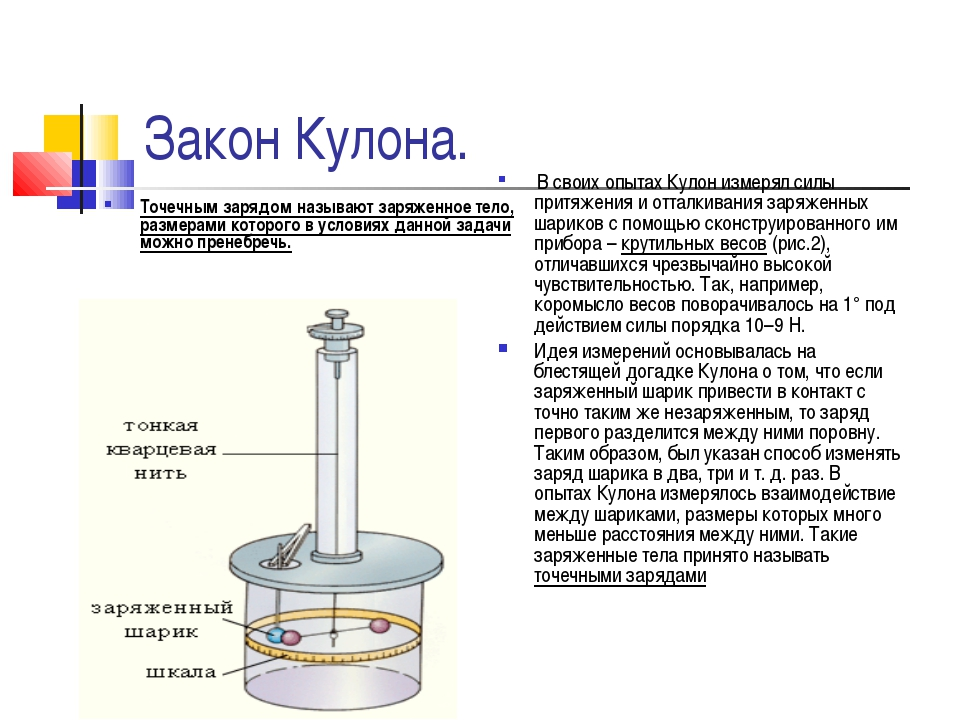 Закон Кулона.
Точечным зарядом называют заряженное тело,
размерами которого в условиях данной задачи
можно пренебречь.
тонкая
кварцевая
нить
заряженный
шарик
шкала
В своих опытах Кулон измерял силы
притяжения и отталкивания заряженных
шариков с помощью сконструированного им
прибора – крутильных весов (рис.2),
отличавшихся чрезвычайно высокой
чувствительностью. Так, например,
коромысло весов поворачивалось на 1° под
действием силы порядка 10–9 Н.
Идея измерений основывалась на
блестящей догадке Кулона о том, что если
заряженный шарик привести в контакт с
точно таким же незаряженным, то заряд
первого разделится между ними поровну.
Таким образом, был указан способ изменять
заряд шарика в два, три и т. д. раз. В
опытах Кулона измерялось взаимодействие
между шариками, размеры которых много
меньше расстояния между ними. Такие
заряженные тела принято называть
точечными зарядами